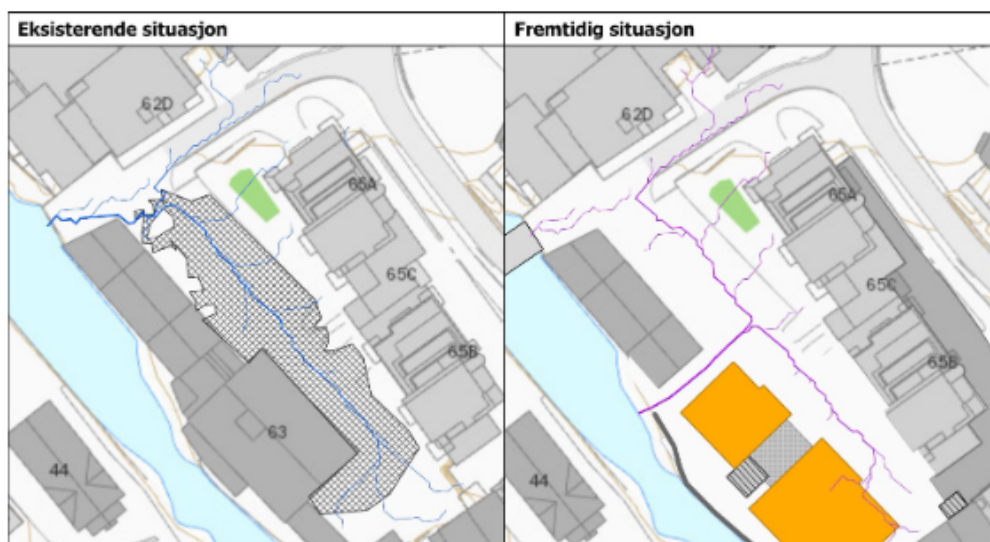 Eksisterende situasjon
Fremtidig situasjon
62D
65A
65C
65B
63
44
62D
65A
65C
65B
44